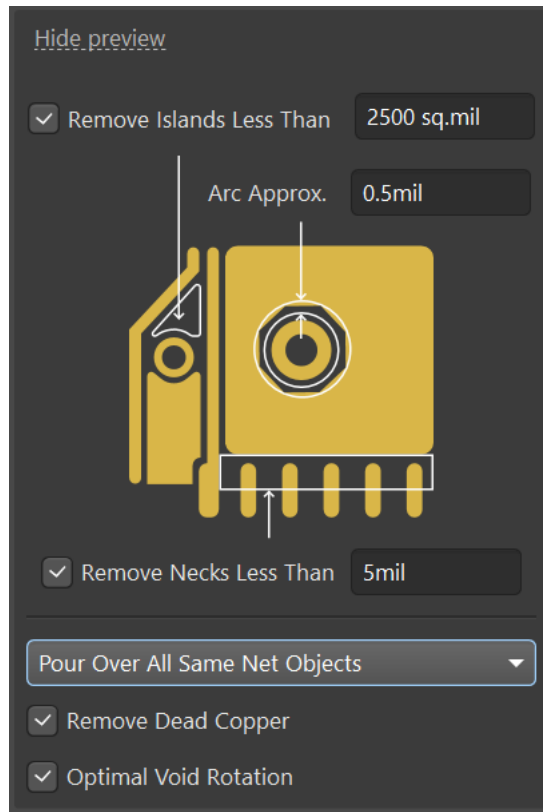 Hide preview
Remove Islands Less Than 2500 sq.mil
Arc Approx. 0.5mil
Remove Necks Less Than 5mil
Pour Over All Same Net Objects
Remove Dead Copper
Optimal Void Rotation